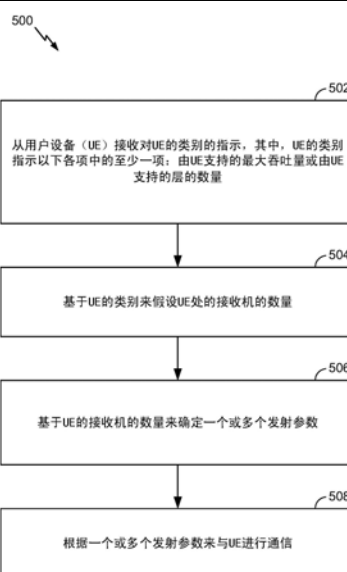 500
502
从用户设备（UE）接收对UE的类别的指示，其中，UE的类别
指示以下各项中的至少一项：由UE支持的最大吞吐量或由UE
支持的层的数量
504
基于UE的类别来假设UE处的接收机的数量
506
基于UE的接收机的数量来确定一个或多个发射参数
508
根据一个或多个发射参数来与UE进行通信